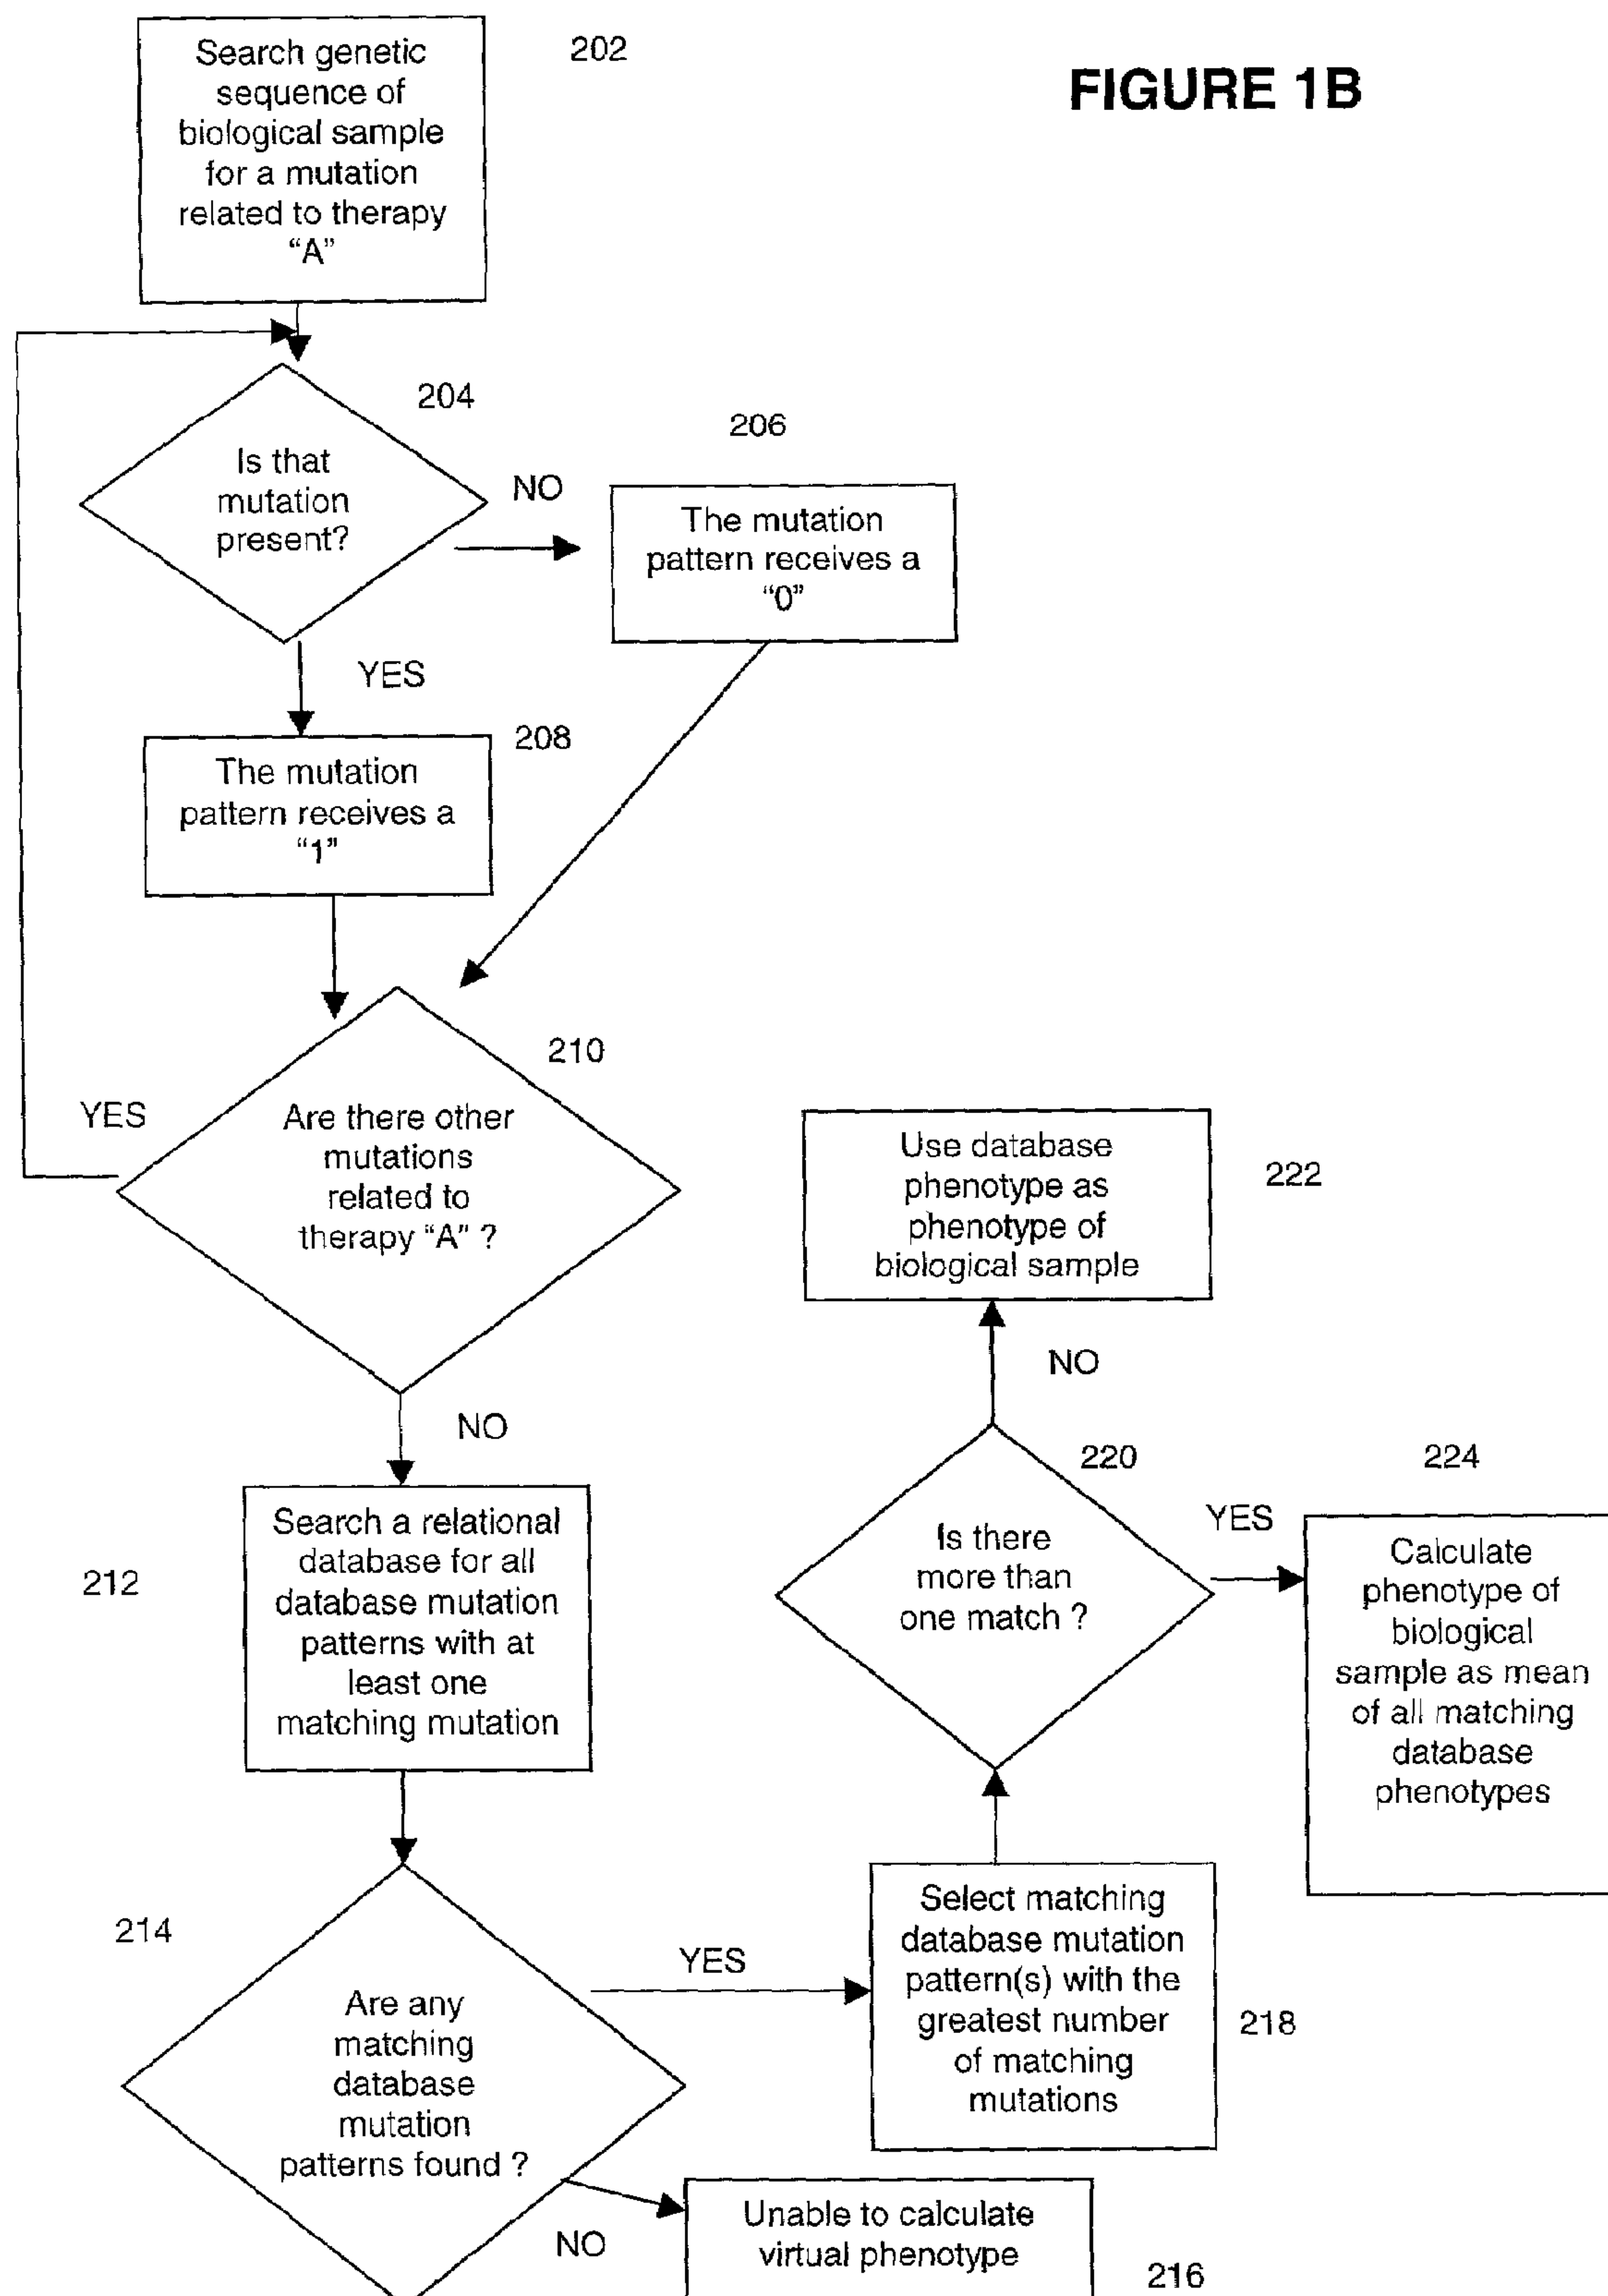 FIGURE 1B
202
Search genetic
sequence of
biological sample
for a mutation
related to therapy
“A”
204
Is that
mutation
present?
NO
206
The mutation
pattern receives a
“0”
YES
208
The mutation
pattern receives a
“1”
210
Are there other
mutations
related to
therapy “A” ?
YES
NO
212
Search a relational
database for all
database mutation
patterns with at
least one
matching mutation
214
Are any
matching
database
mutation
patterns found ?
NO
Unable to calculate
virtual phenotype
216
YES
Select matching
database mutation
pattern(s) with the
greatest number
of matching
mutations
218
220
Is there
more than
one match ?
NO
Use database
phenotype as
phenotype of
biological sample
222
YES
224
Calculate
phenotype of
biological
sample as mean
of all matching
database
phenotypes